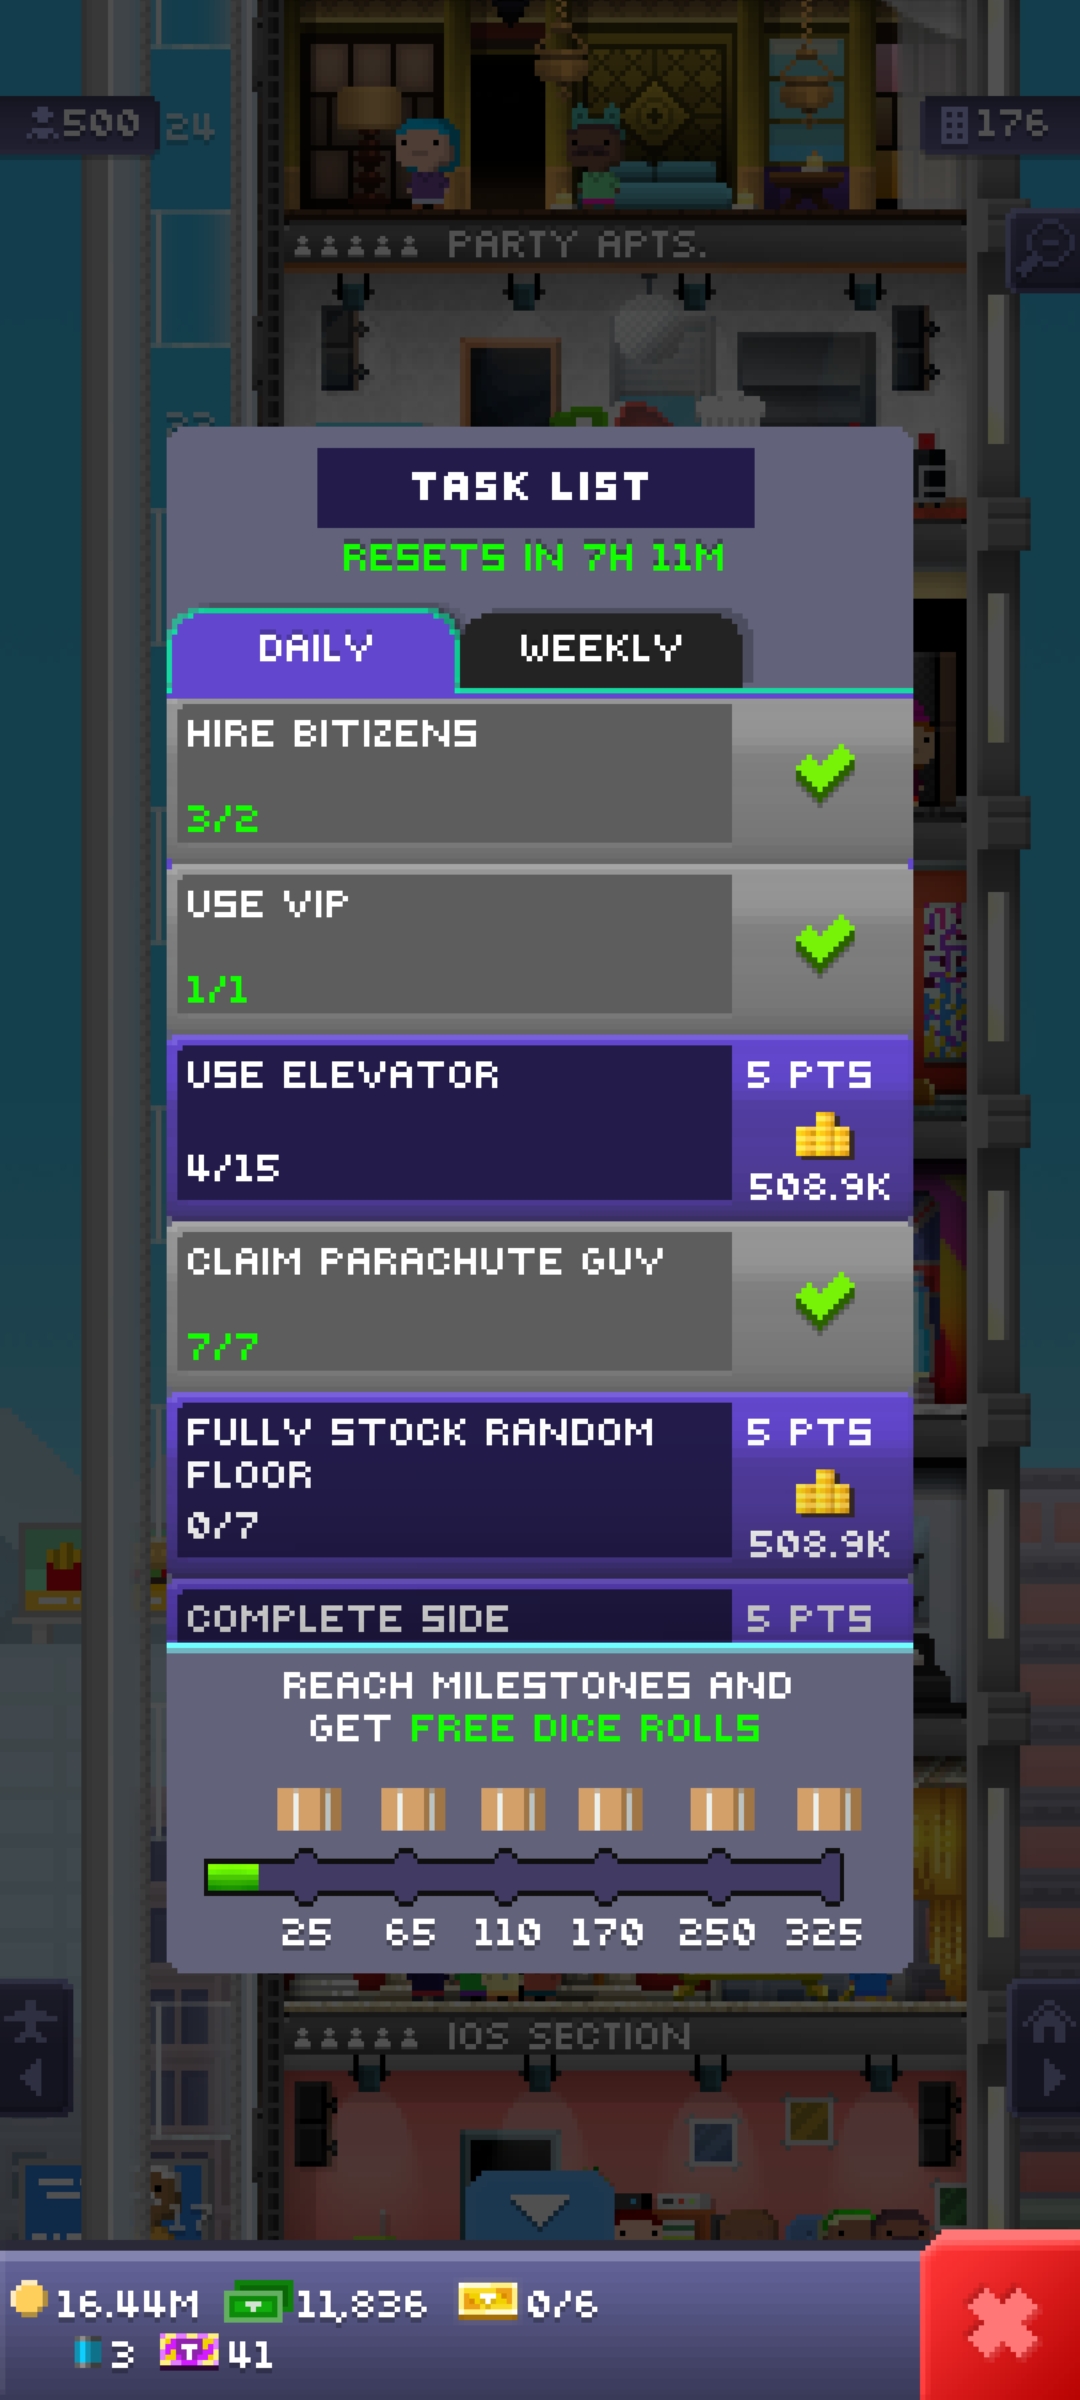 500
24
176
PARTY APTS.
TASK LIST
RESETS IN 7H 11M
DAILY
WEEKLY
HIRE BITIZENS
3/2
USE VIP
1/1
USE ELEVATOR
4/15
5 PTS
508.9K
CLAIM PARACHUTE GUY
7/7
FULLY STOCK RANDOM
FLOOR
0/7
5 PTS
508.9K
COMPLETE SIDE
5 PTS
REACH MILESTONES AND
GET FREE DICE ROLLS
25 65 110 170 250 325
IOS SECTION
17
16.44M 11,836 0/6
3 41